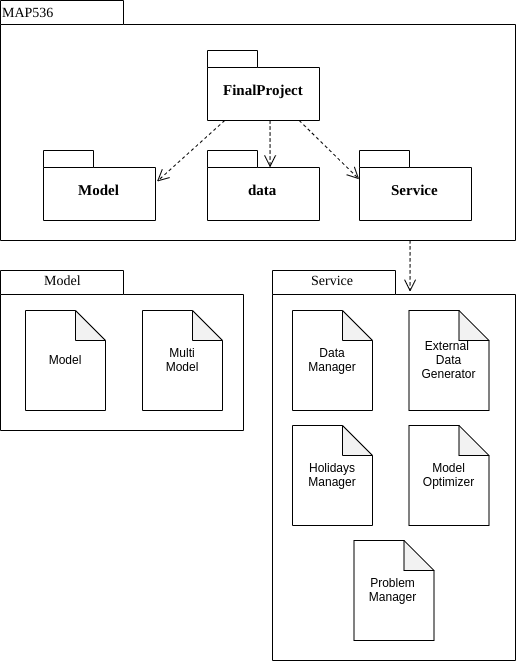 MAP536
FinalProject
Model
data
Service
Model
Model
Multi
Model
Service
Data
Manager
External
Data
Generator
Holidays
Manager
Model
Optimizer
Problem
Manager